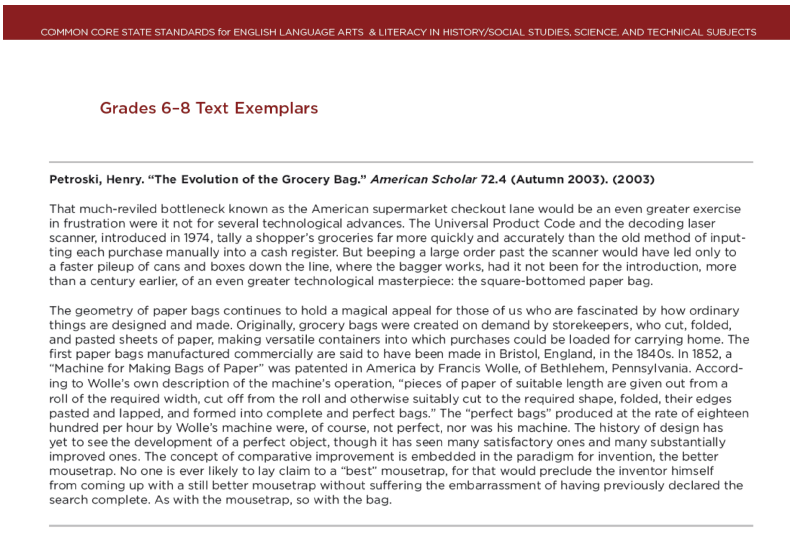 COMMON CORE STATE STANDARDS for ENGLISH LANGUAGE ARTS & LITERACY IN HISTORY/SOCIAL STUDIES, SCIENCE, AND TECHNICAL SUBJECTS
Grades 6–8 Text Exemplars
Petroski, Henry. “The Evolution of the Grocery Bag.” American Scholar 72.4 (Autumn 2003). (2003)
That much-reviled bottleneck known as the American supermarket checkout lane would be an even greater exercise
in frustration were it not for several technological advances. The Universal Product Code and the decoding laser
scanner, introduced in 1974, tally a shopper’s groceries far more quickly and accurately than the old method of input-
ting each purchase manually into a cash register. But beeping a large order past the scanner would have led only to
a faster pileup of cans and boxes down the line, where the bagger works, had it not been for the introduction, more
than a century earlier, of an even greater technological masterpiece: the square-bottomed paper bag.
The geometry of paper bags continues to hold a magical appeal for those of us who are fascinated by how ordinary
things are designed and made. Originally, grocery bags were created on demand by storekeepers, who cut, folded,
and pasted sheets of paper, making versatile containers into which purchases could be loaded for carrying home. The
first paper bags manufactured commercially are said to have been made in Bristol, England, in the 1840s. In 1852, a
“Machine for Making Bags of Paper” was patented in America by Francis Wolle, of Bethlehem, Pennsylvania. Accord-
ing to Wolle’s own description of the machine’s operation, “pieces of paper of suitable length are given out from a
roll of the required width, cut off from the roll and otherwise suitably cut to the required shape, folded, their edges
pasted and lapped, and formed into complete and perfect bags.” The “perfect bags” produced at the rate of eighteen
hundred per hour by Wolle’s machine were, of course, not perfect, nor was his machine. The history of design has
yet to see the development of a perfect object, though it has seen many satisfactory ones and many substantially
improved ones. The concept of comparative improvement is embedded in the paradigm for invention, the better
mousetrap. No one is ever likely to lay claim to a “best” mousetrap, for that would preclude the inventor himself
from coming up with a still better mousetrap without suffering the embarrassment of having previously declared the
search complete. As with the mousetrap, so with the bag.